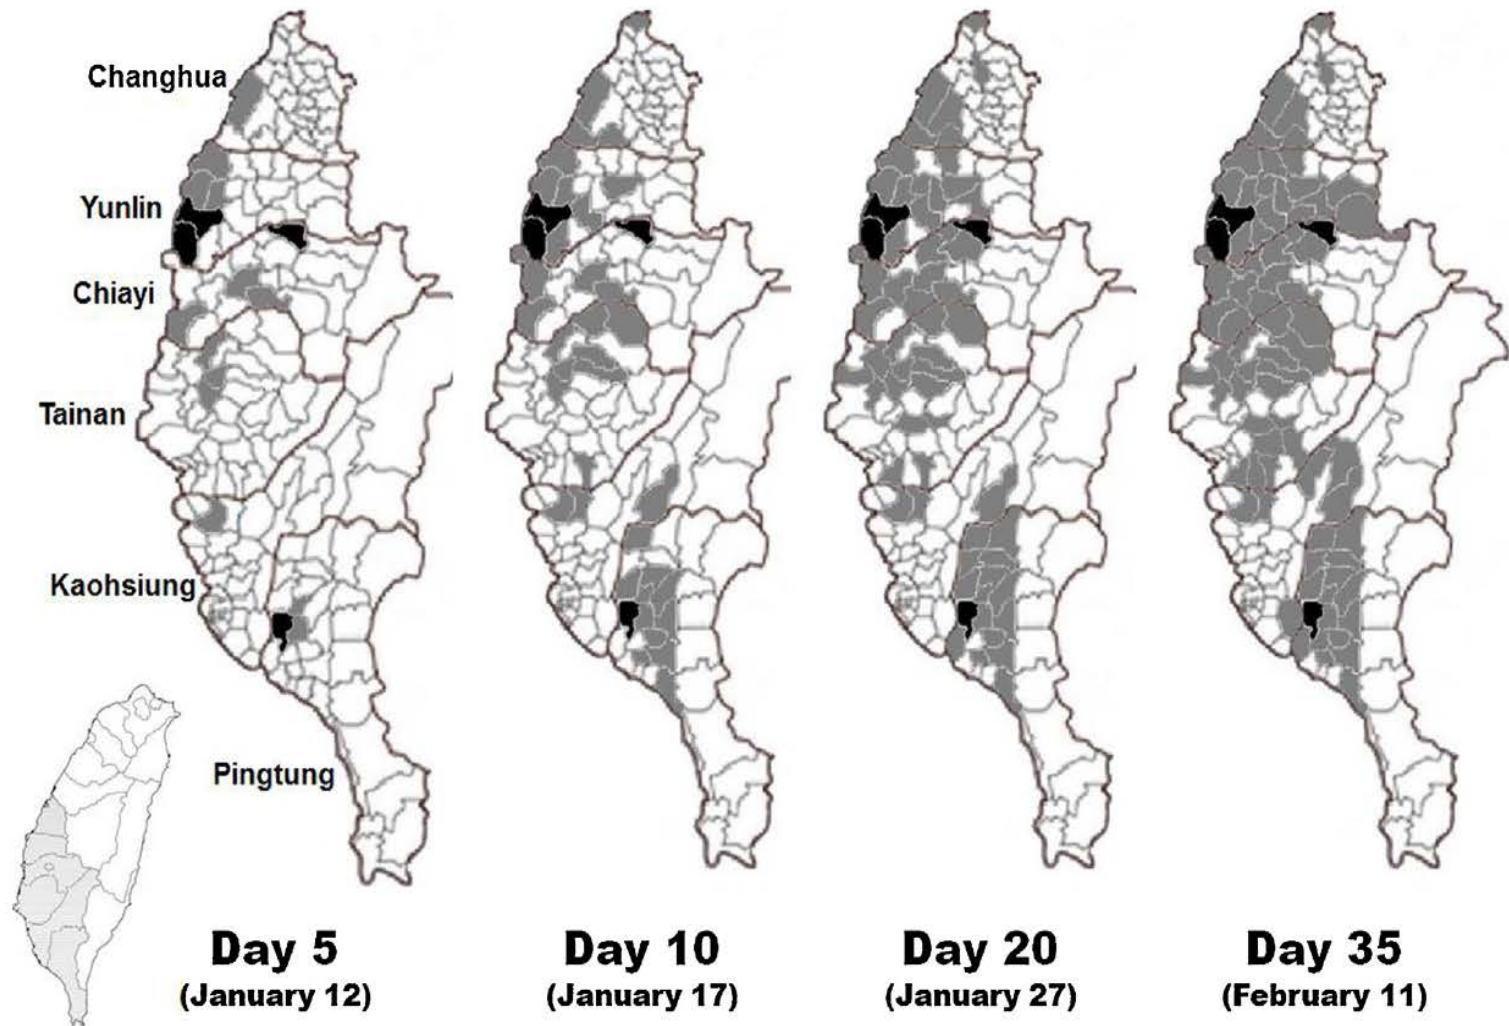 Changhua
Yunlin
Chiayi
Tainan
Kaohsiung
Pingtung
Day 5
(January 12)
Day 10
(January 17)
Day 20
(January 27)
Day 35
(February 11)